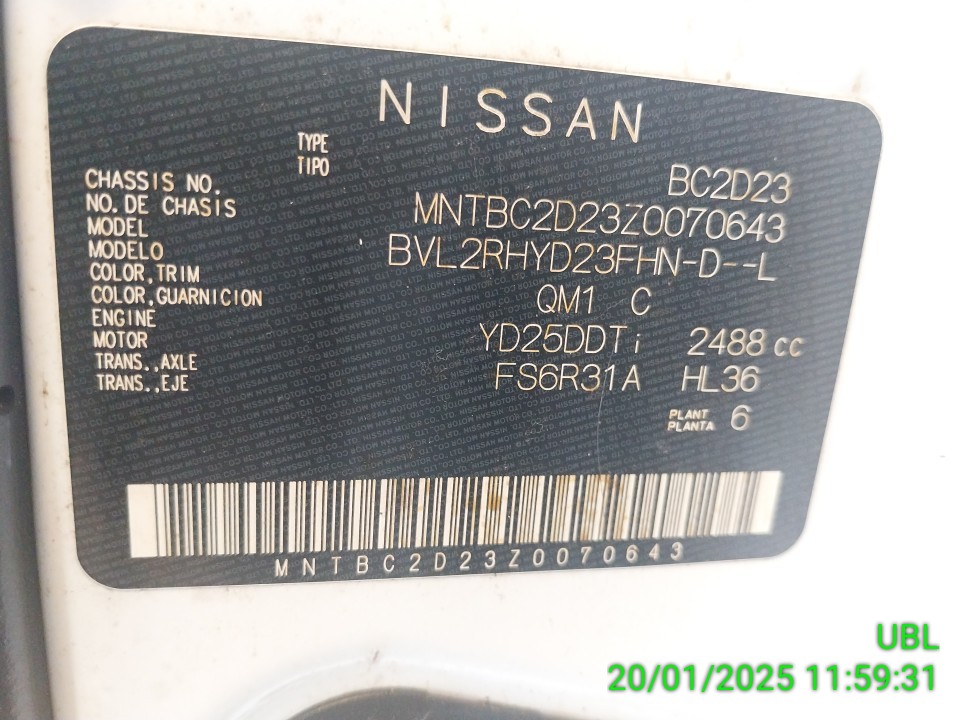 NISSAN
TYPE
TIPO BC2D23
CHASSIS NO.
NO. DE CHASIS MNTBC2D23Z0070643
MODEL
MODELO BVL2RHYD23FHN-D--L
COLOR,TRIM
COLOR,GUARNICION QM1 C
ENGINE
MOTOR YD25DDTi 2488 cc
TRANS.,AXLE
TRANS.,EJE FS6R31A HL36
PLANT
PLANTA 6
MNTBC2D23Z0070643
UBL
20/01/2025 11:59:31